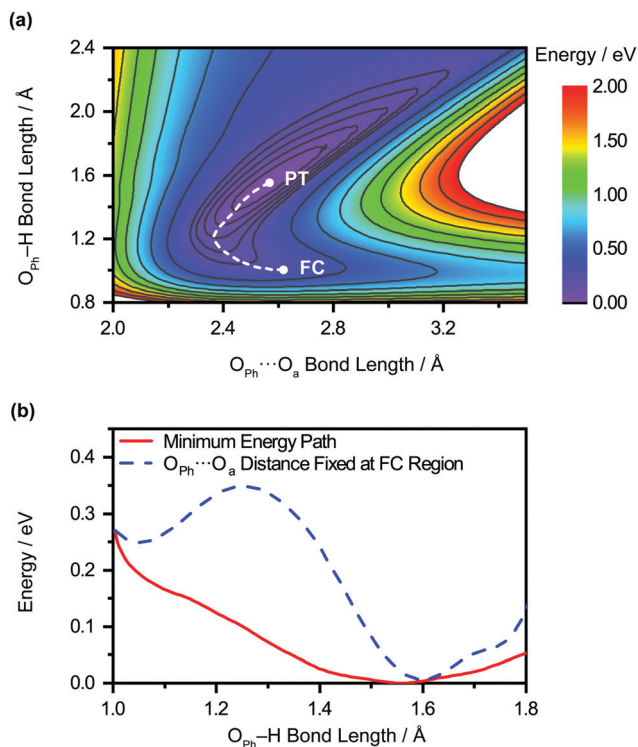 (a)
Energy / eV
2.4
2.0
1.6
1.2
0.8
O_Ph–H Bond Length / Å
PT
FC
2.0 2.4 2.8 3.2
O_Ph···O_a Bond Length / Å
2.00
1.50
1.00
0.50
0.00
(b)
Minimum Energy Path
O_Ph···O_a Distance Fixed at FC Region
0.4
0.3
0.2
0.1
0.0
Energy / eV
1.0 1.2 1.4 1.6 1.8
O_Ph–H Bond Length / Å